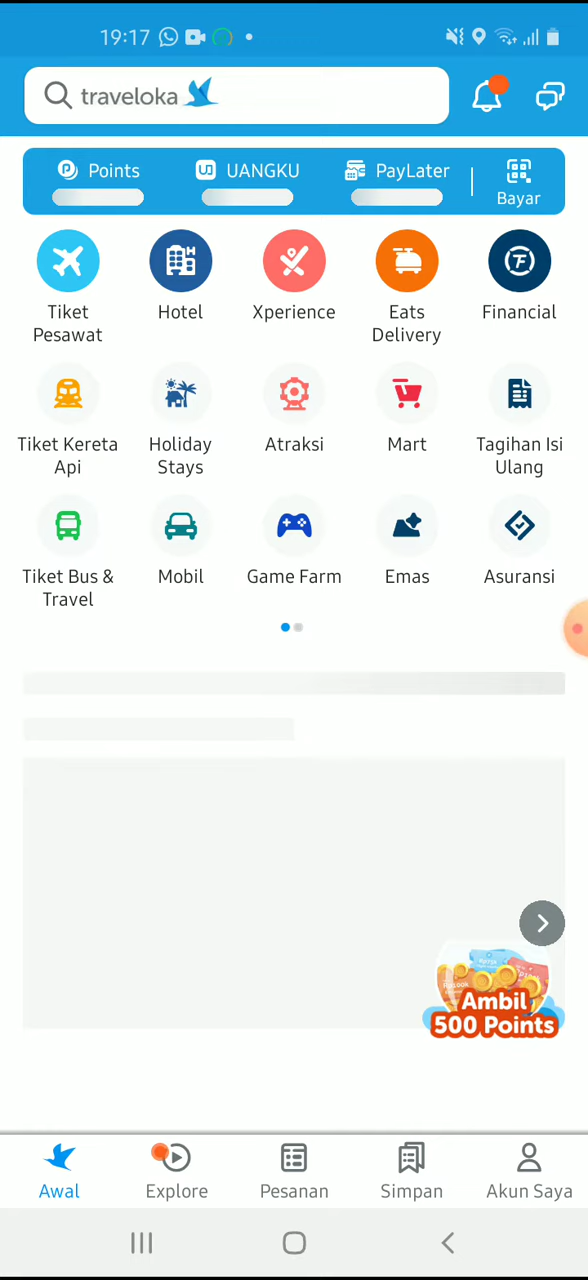 19:17
traveloka
Points UANGKU PayLater
Bayar
Tiket Pesawat
Hotel
Xperience
Eats Delivery
Financial
Tiket Kereta Api
Holiday Stays
Atraksi
Mart
Tagihan Isi Ulang
Tiket Bus & Travel
Mobil
Game Farm
Emas
Asuransi
Ambil
500 Points
Awal
Explore
Pesanan
Simpan
Akun Saya